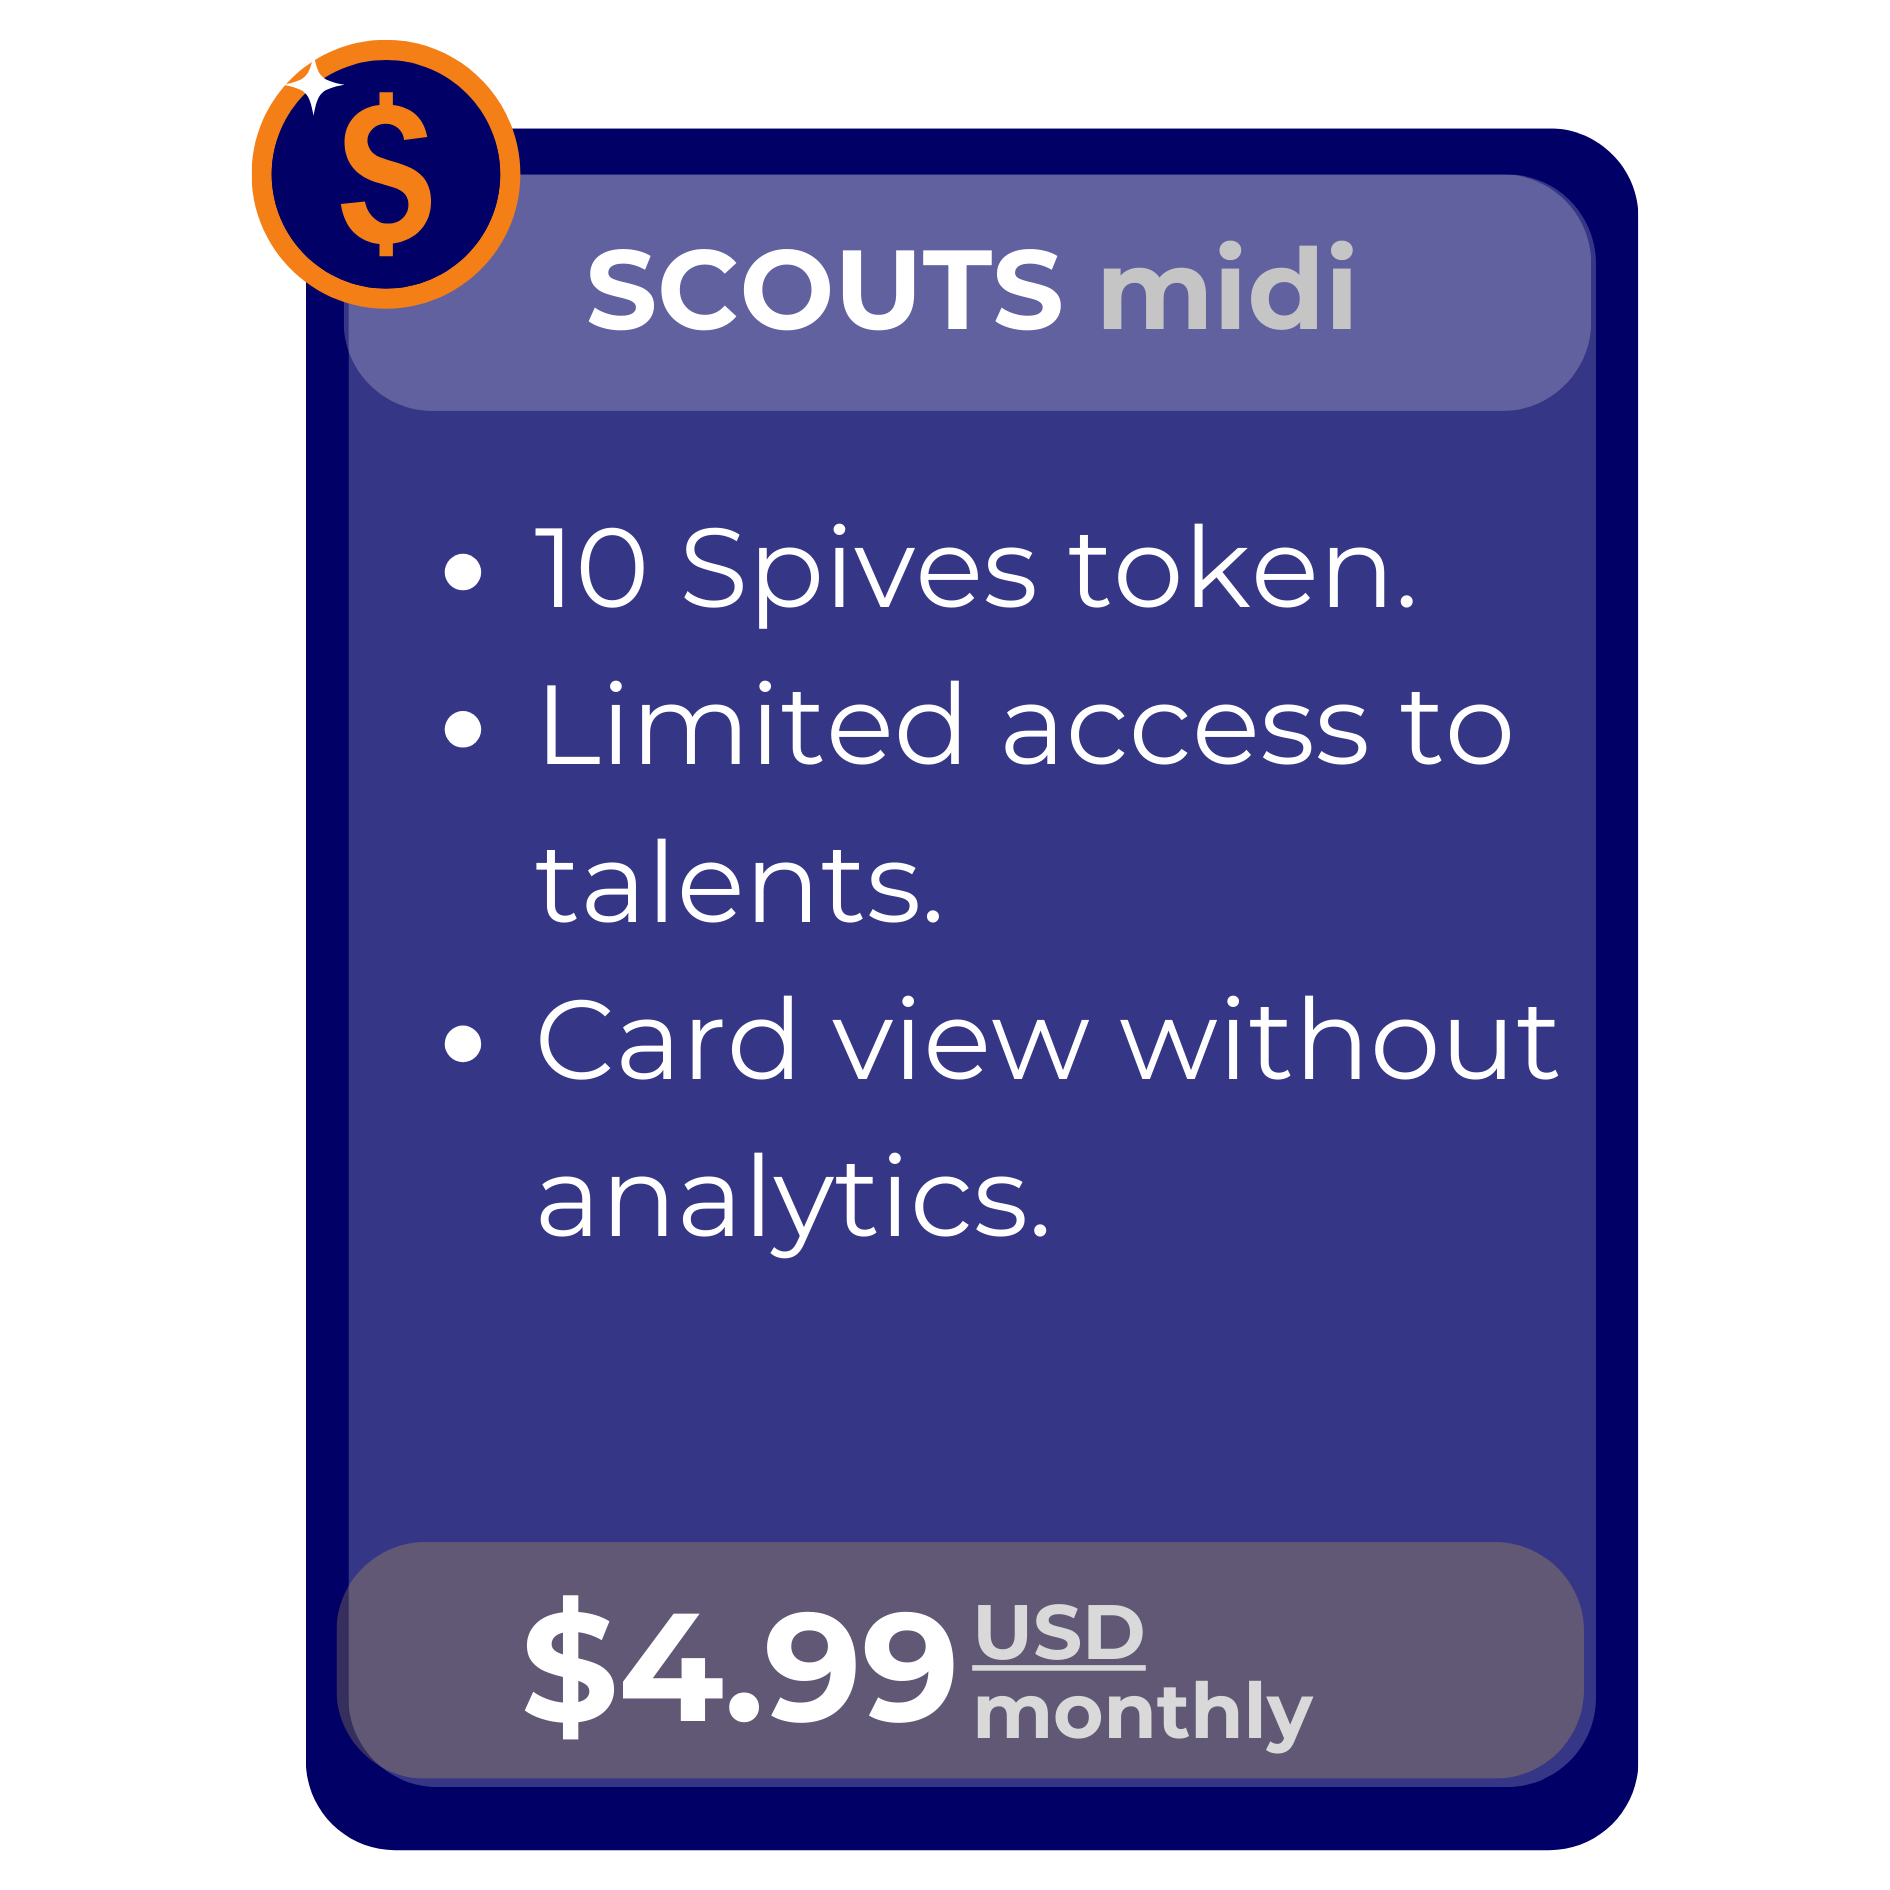 $
SCOUTS midi
• 10 Spives token.
• Limited access to
talents.
• Card view without
analytics.
$4.99 USD
monthly